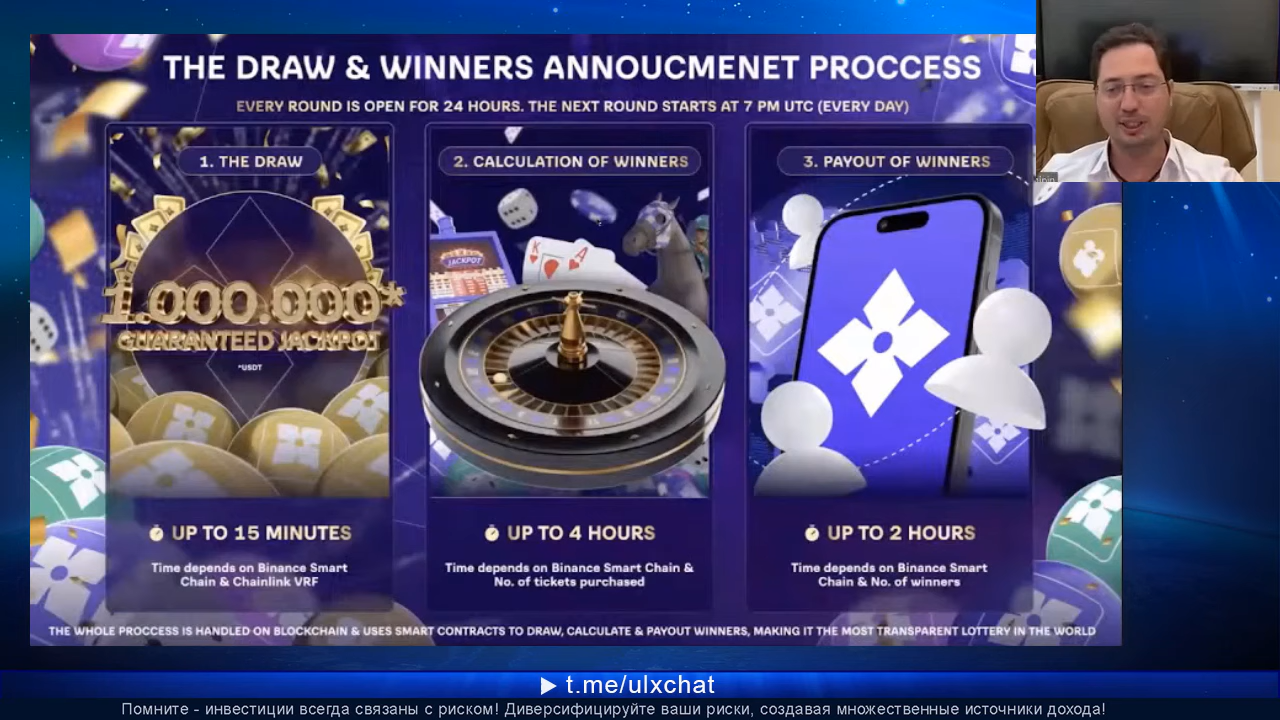 THE DRAW & WINNERS ANNOUCMENET PROCCESS
EVERY ROUND IS OPEN FOR 24 HOURS. THE NEXT ROUND STARTS AT 7 PM UTC (EVERY DAY)
1. THE DRAW
1.000.000*
GUARANTEED JACKPOT
*USDT
UP TO 15 MINUTES
Time depends on Binance Smart
Chain & Chainlink VRF
2. CALCULATION OF WINNERS
JACKPOT
K
A
UP TO 4 HOURS
Time depends on Binance Smart Chain &
No. of tickets purchased
3. PAYOUT OF WINNERS
UP TO 2 HOURS
Time depends on Binance Smart
Chain & No. of winners
THE WHOLE PROCCESS IS HANDLED ON BLOCKCHAIN & USES SMART CONTRACTS TO DRAW, CALCULATE & PAYOUT WINNERS, MAKING IT THE MOST TRANSPARENT LOTTERY IN THE WORLD
t.me/ulxchat
Помните - инвестиции всегда связаны с риском! Диверсифицируйте ваши риски, создавая множественные источники дохода!